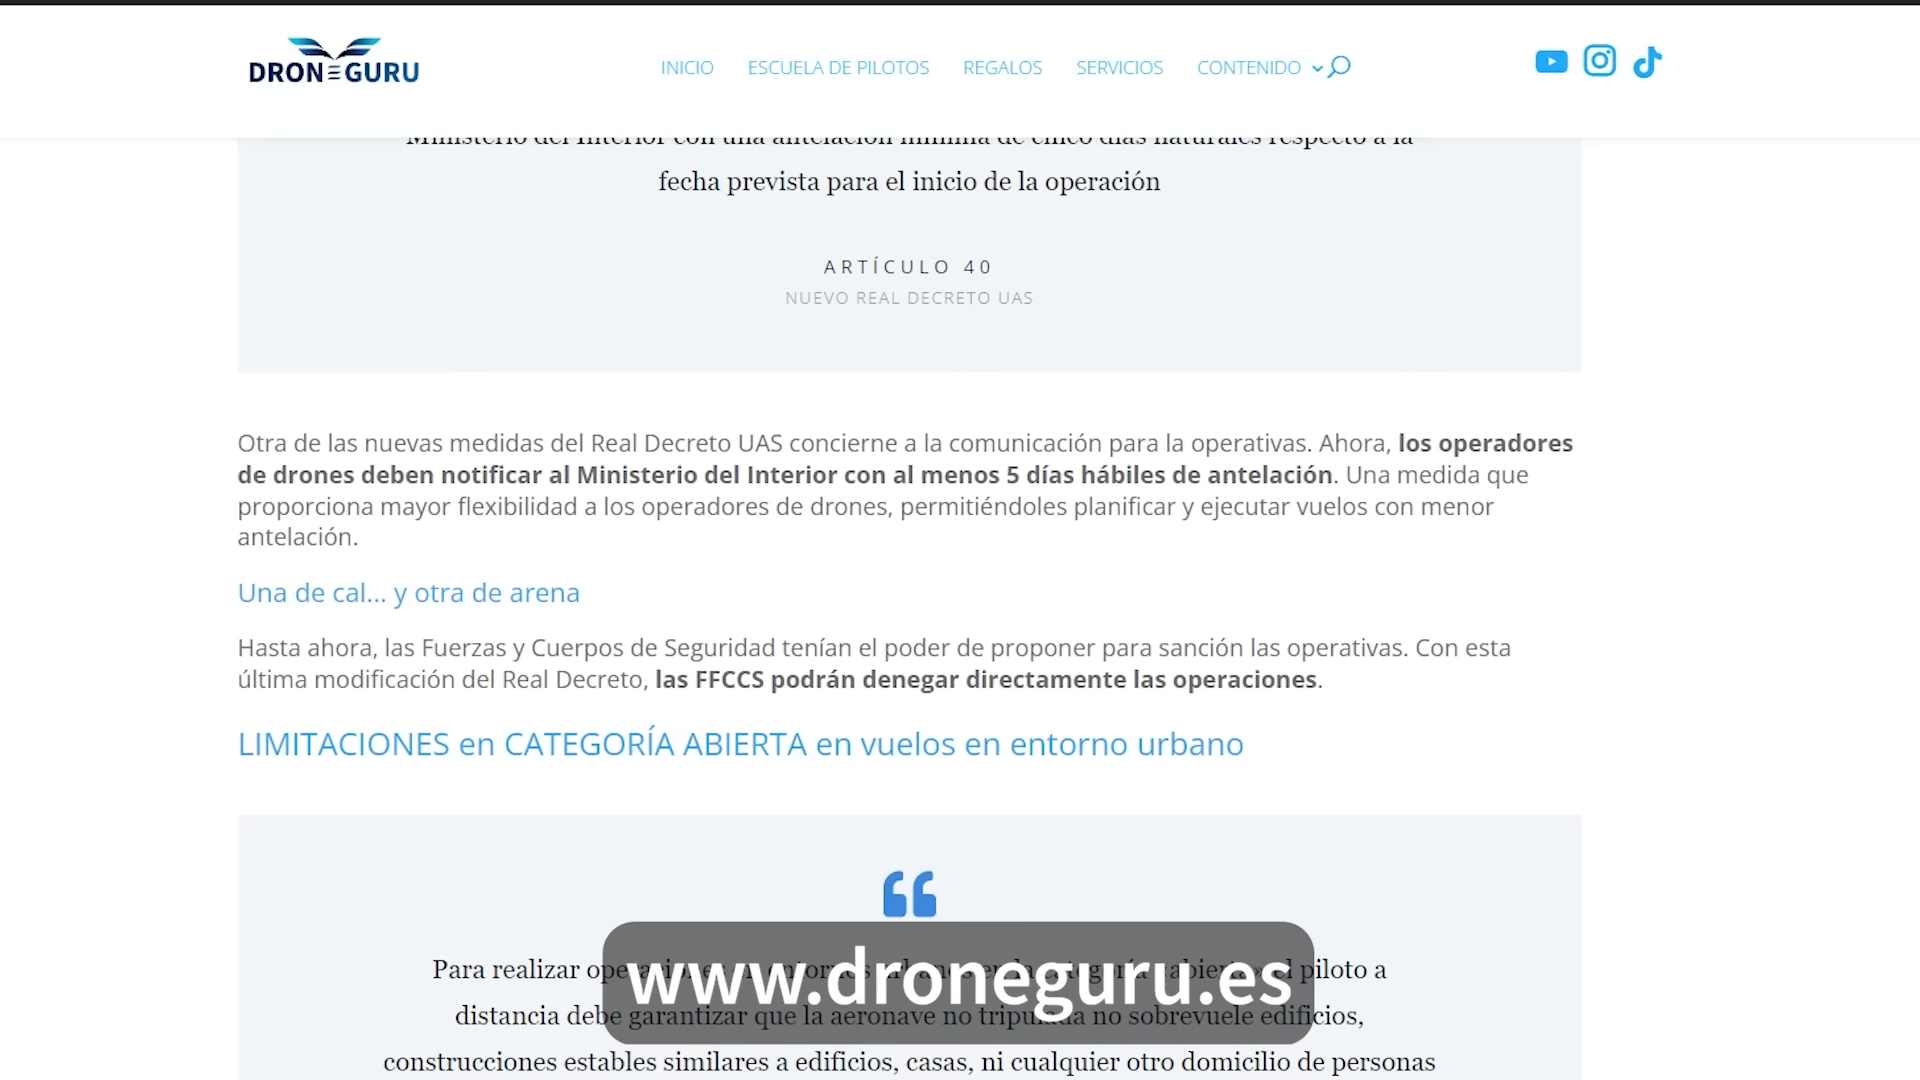 DRONEGURU
INICIO ESCUELA DE PILOTOS REGALOS SERVICIOS CONTENIDO
Ministerio del Interior con una antelación mínima de cinco días naturales respecto a la
fecha prevista para el inicio de la operación
ARTÍCULO 40
NUEVO REAL DECRETO UAS
Otra de las nuevas medidas del Real Decreto UAS concierne a la comunicación para la operativas. Ahora, los operadores
de drones deben notificar al Ministerio del Interior con al menos 5 días hábiles de antelación. Una medida que
proporciona mayor flexibilidad a los operadores de drones, permitiéndoles planificar y ejecutar vuelos con menor
antelación.
Una de cal... y otra de arena
Hasta ahora, las Fuerzas y Cuerpos de Seguridad tenían el poder de proponer para sanción las operativas. Con esta
última modificación del Real Decreto, las FFCCS podrán denegar directamente las operaciones.
LIMITACIONES en CATEGORÍA ABIERTA en vuelos en entorno urbano
“
Para realizar operaciones en entornos urbanos en la categoría «abierta» el piloto a
www.droneguru.es
distancia debe garantizar que la aeronave no tripulada no sobrevuele edificios,
construcciones estables similares a edificios, casas, ni cualquier otro domicilio de personas